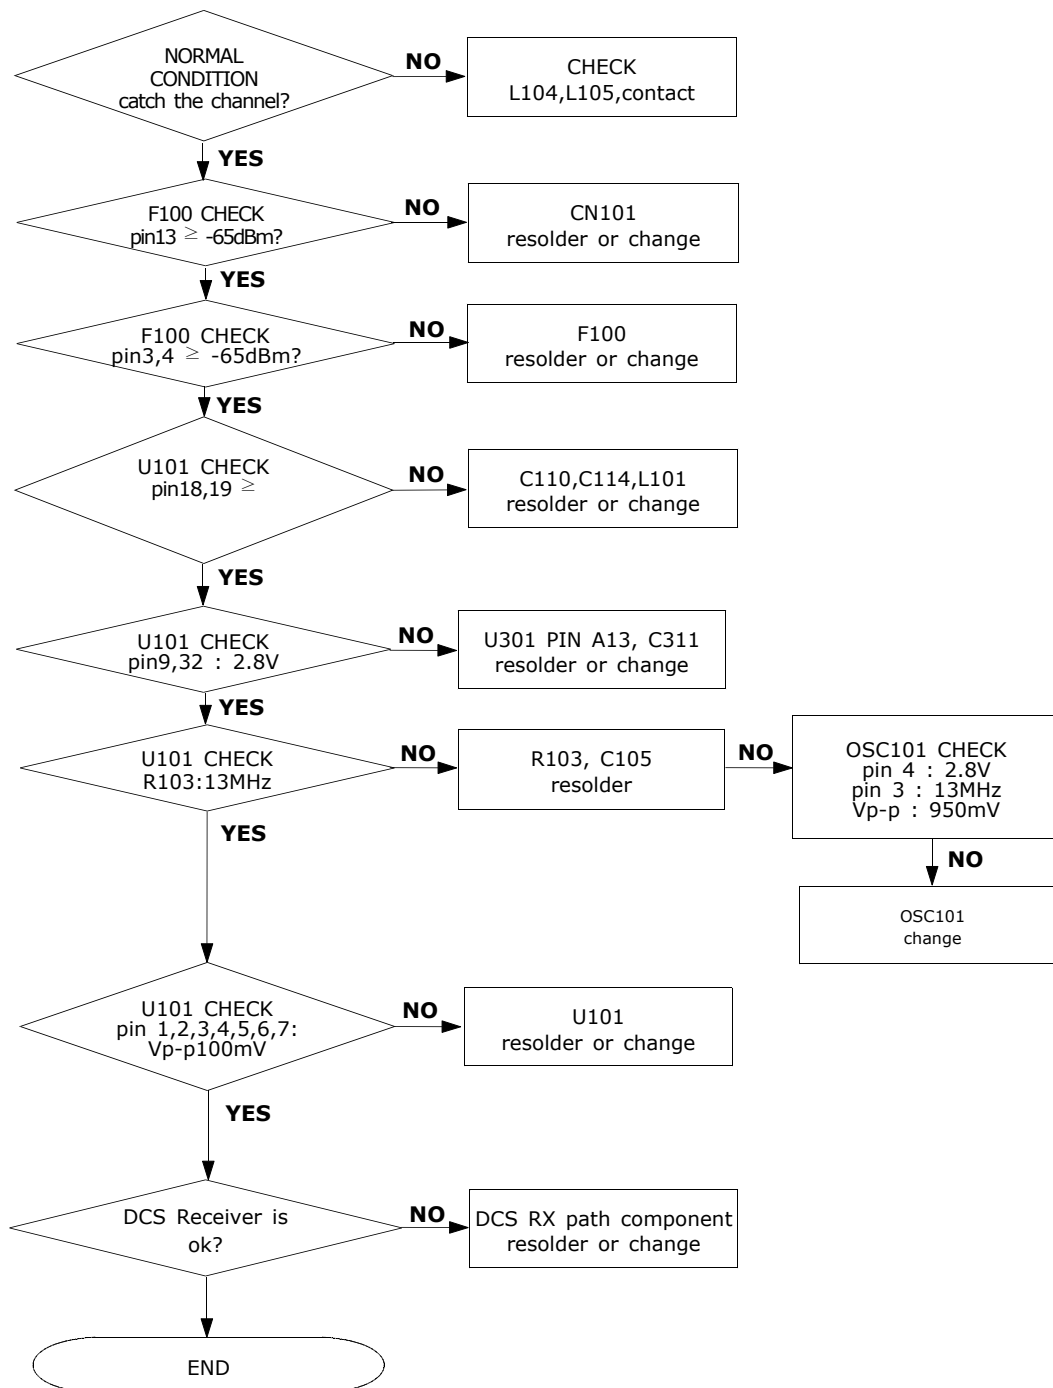 NORMAL
CONDITION
catch the channel?
NO
CHECK
L104,L105,contact
YES
F100 CHECK
pin13 ≥ -65dBm?
NO
CN101
resolder or change
YES
F100 CHECK
pin3,4 ≥ -65dBm?
NO
F100
resolder or change
YES
U101 CHECK
pin18,19 ≥
NO
C110,C114,L101
resolder or change
YES
U101 CHECK
pin9,32 : 2.8V
NO
U301 PIN A13, C311
resolder or change
YES
U101 CHECK
R103:13MHz
NO
R103, C105
resolder
NO
OSC101 CHECK
pin 4 : 2.8V
pin 3 : 13MHz
Vp-p : 950mV
NO
OSC101
change
YES
U101 CHECK
pin 1,2,3,4,5,6,7:
Vp-p100mV
NO
U101
resolder or change
YES
DCS Receiver is
ok?
NO
DCS RX path component
resolder or change
END